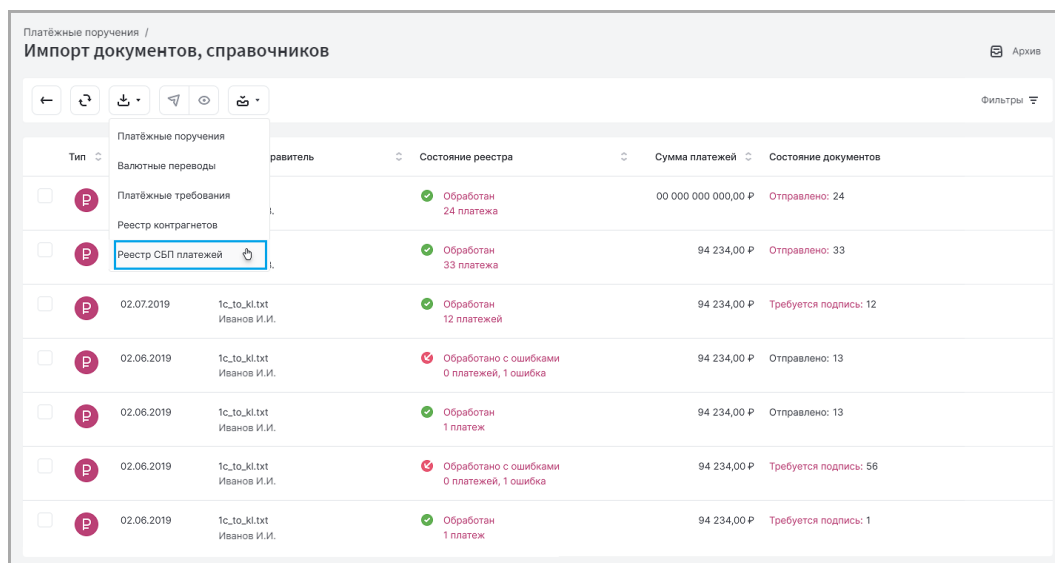 Платёжные поручения /
Импорт документов, справочников
Архив
Фильтры
Платёжные поручения
Валютные переводы
Платёжные требования
Реестр контрагнетов
Реестр СБП платежей
Тип
равитель
Состояние реестра
Сумма платежей
Состояние документов
Обработан
24 платежа
00 000 000 000,00 ₽
Отправлено: 24
Обработан
33 платежа
94 234,00 ₽
Отправлено: 33
02.07.2019
1c_to_kl.txt
Иванов И.И.
Обработан
12 платежей
94 234,00 ₽
Требуется подпись: 12
02.06.2019
1c_to_kl.txt
Иванов И.И.
Обработано с ошибками
0 платежей, 1 ошибка
94 234,00 ₽
Отправлено: 13
02.06.2019
1c_to_kl.txt
Иванов И.И.
Обработан
1 платеж
94 234,00 ₽
Отправлено: 13
02.06.2019
1c_to_kl.txt
Иванов И.И.
Обработано с ошибками
0 платежей, 1 ошибка
94 234,00 ₽
Требуется подпись: 56
02.06.2019
1c_to_kl.txt
Иванов И.И.
Обработан
1 платеж
94 234,00 ₽
Требуется подпись: 1